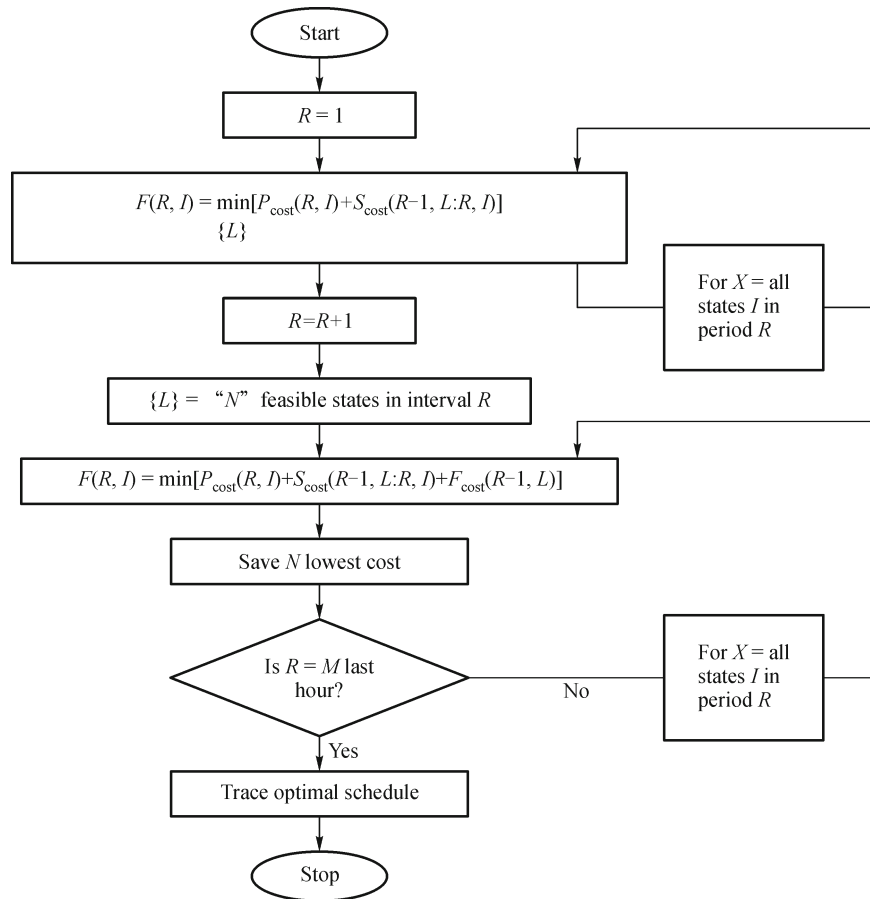 Start
R = 1
F(R, I) = min[Pcost(R, I)+Scost(R−1, L:R, I)]
{L}
For X = all
states I in
period R
R=R+1
{L} = “N” feasible states in interval R
F(R, I) = min[Pcost(R, I)+Scost(R−1, L:R, I)+Fcost(R−1, L)]
Save N lowest cost
Is R = M last
hour?
No
For X = all
states I in
period R
Yes
Trace optimal schedule
Stop